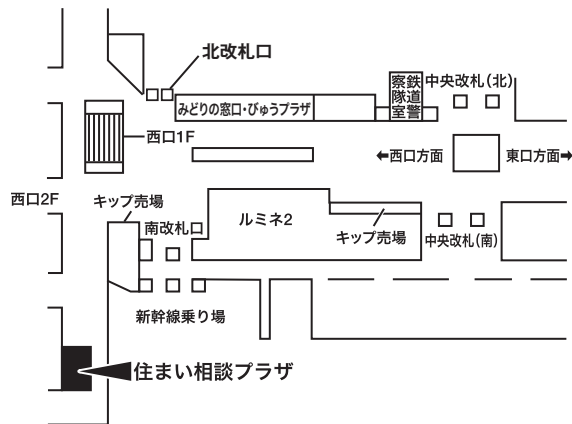 北改札口
鉄道警察隊室
中央改札(北)
みどりの窓口・びゅうプラザ
西口1F
⬅西口方面
東口方面➡
西口2F
キップ売場
南改札口
ルミネ2
キップ売場
中央改札(南)
新幹線乗り場
住まい相談プラザ